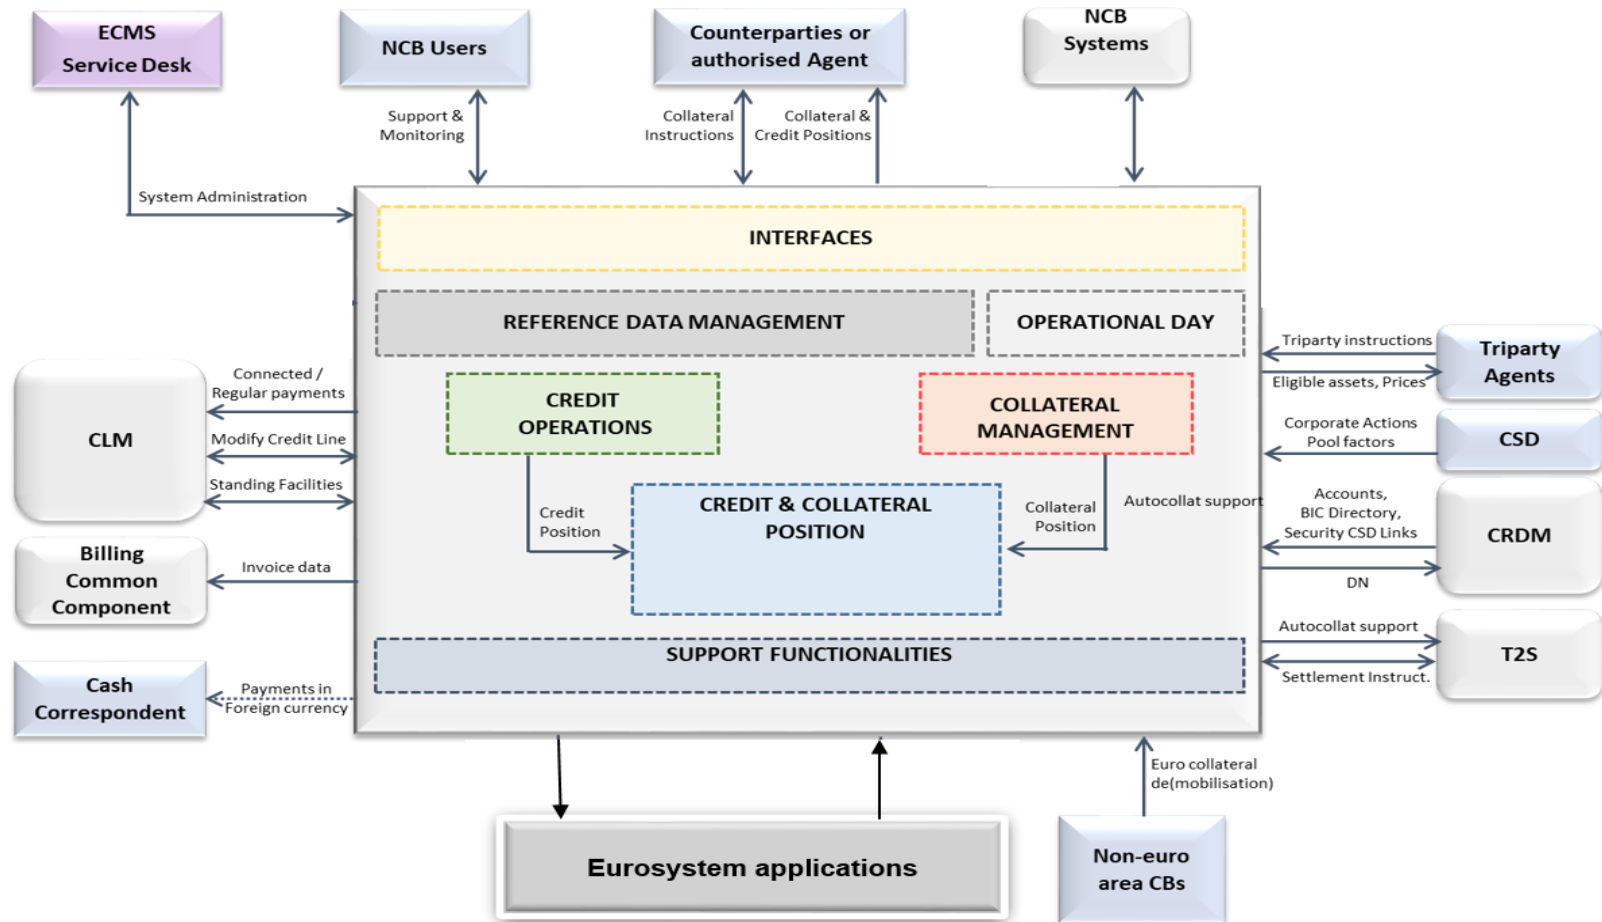 ECMS
Service Desk
NCB Users
Counterparties or
authorised Agent
NCB
Systems
Support &
Monitoring
Collateral
Instructions
Collateral &
Credit Positions
System Administration
INTERFACES
REFERENCE DATA MANAGEMENT
OPERATIONAL DAY
CREDIT
OPERATIONS
COLLATERAL
MANAGEMENT
CREDIT & COLLATERAL
POSITION
Credit
Position
Collateral
Position
Autocollat support
SUPPORT FUNCTIONALITIES
CLM
Connected /
Regular payments
Modify Credit Line
Standing Facilities
Billing
Common
Component
Invoice data
Cash
Correspondent
Payments in
Foreign currency
Triparty instructions
Eligible assets, Prices
Triparty
Agents
Corporate Actions
Pool factors
CSD
Accounts,
BIC Directory,
Security CSD Links
DN
CRDM
Autocollat support
Settlement Instruct.
T2S
Euro collateral
de(mobilisation)
Eurosystem applications
Non-euro
area CBs